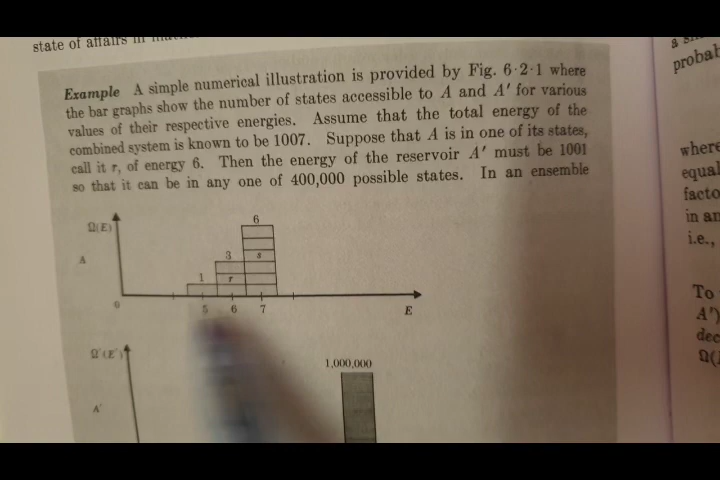 state of affairs in
Example A simple numerical illustration is provided by Fig. 6·2·1 where
the bar graphs show the number of states accessible to A and A' for various
values of their respective energies. Assume that the total energy of the
combined system is known to be 1007. Suppose that A is in one of its states,
call it r, of energy 6. Then the energy of the reservoir A' must be 1001
so that it can be in any one of 400,000 possible states. In an ensemble
Ω(E)
A
6
3
s
1
r
0
5 6 7
E
Ω'(E')
A'
1,000,000
probab
where
equal
facto
in an
i.e.,
To
A')
dec
Ω(